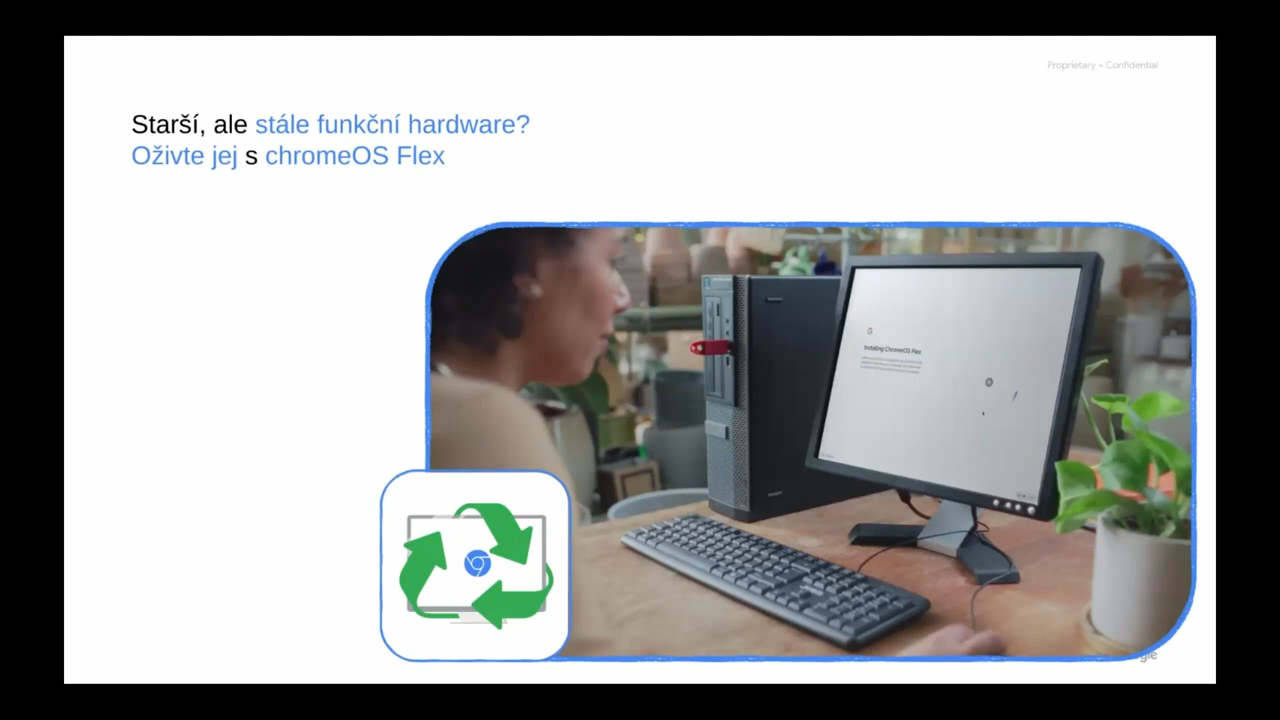 Proprietary + Confidential
Starší, ale stále funkční hardware?
Oživte jej s chromeOS Flex
Installing ChromeOS Flex